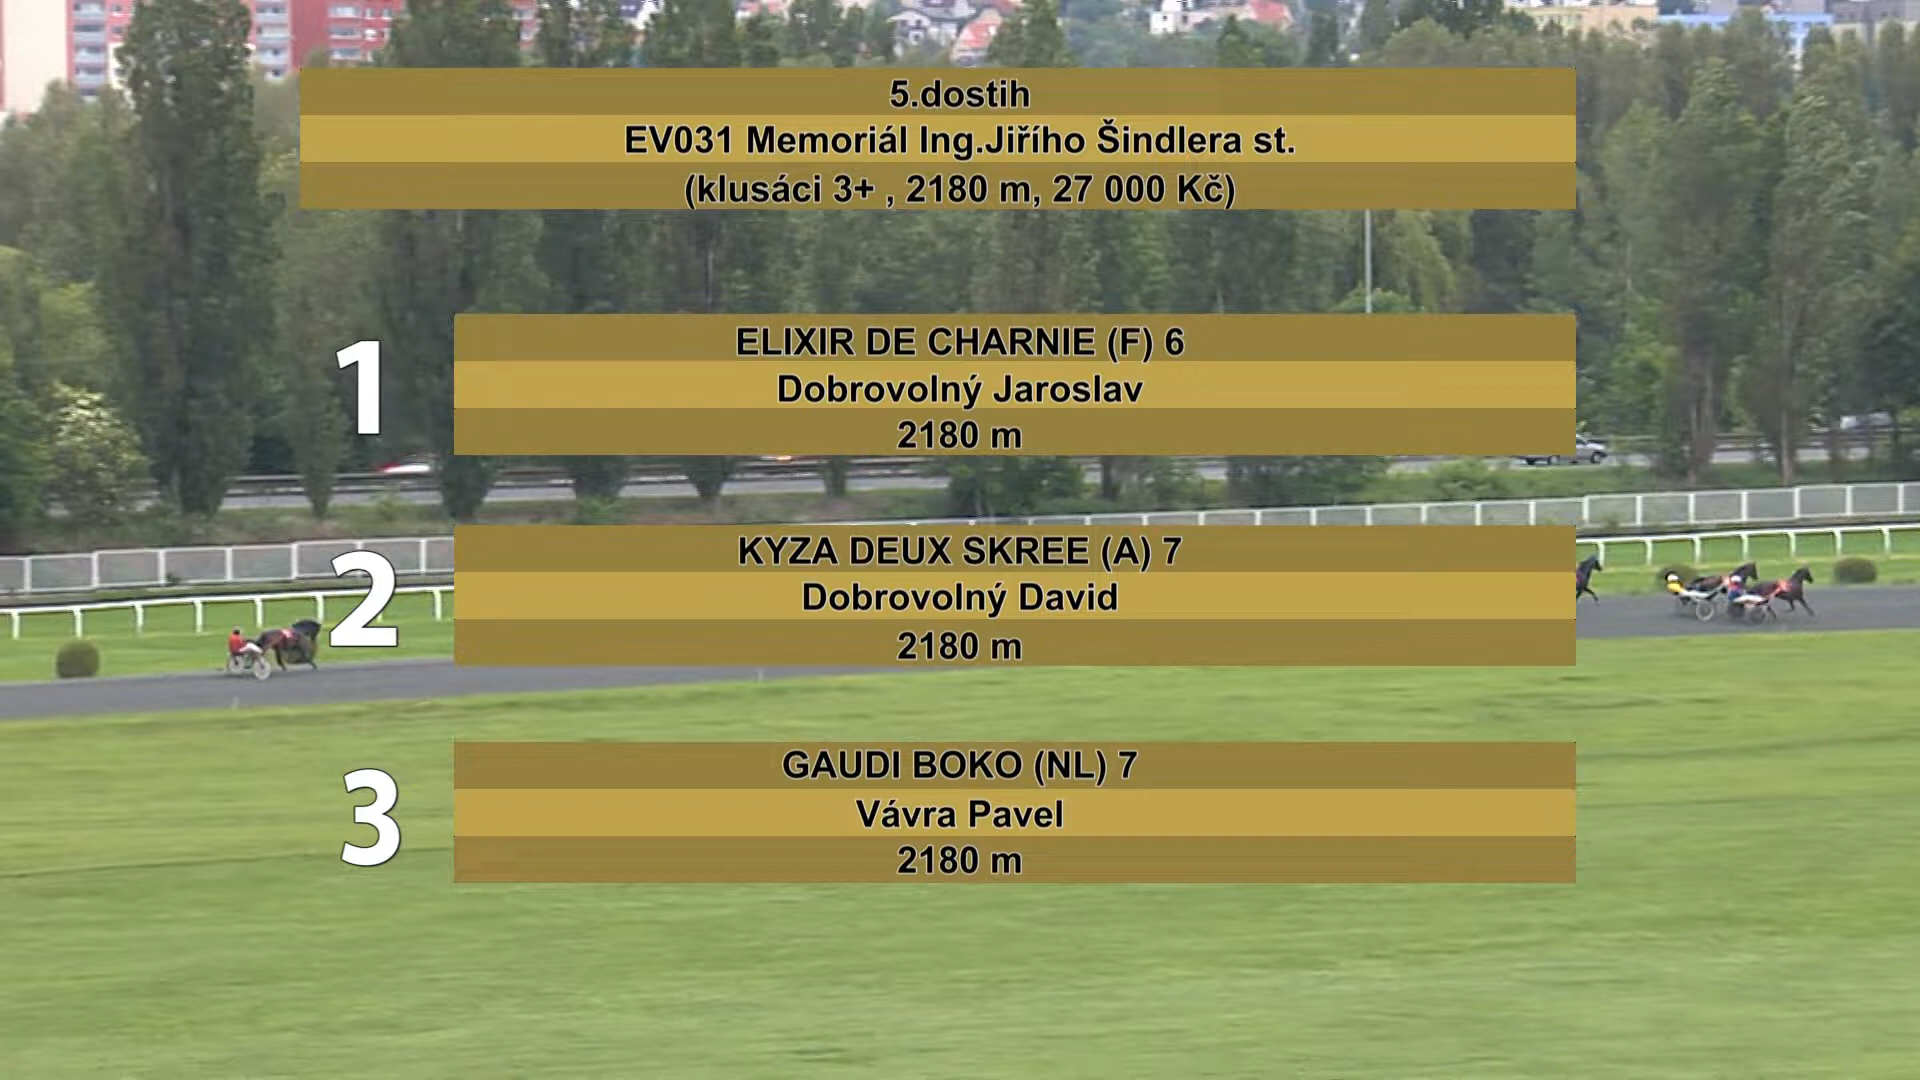 5.dostih
EV031 Memoriál Ing.Jiřího Šindlera st.
(klusáci 3+ , 2180 m, 27 000 Kč)
1
ELIXIR DE CHARNIE (F) 6
Dobrovolný Jaroslav
2180 m
2
KYZA DEUX SKREE (A) 7
Dobrovolný David
2180 m
3
GAUDI BOKO (NL) 7
Vávra Pavel
2180 m